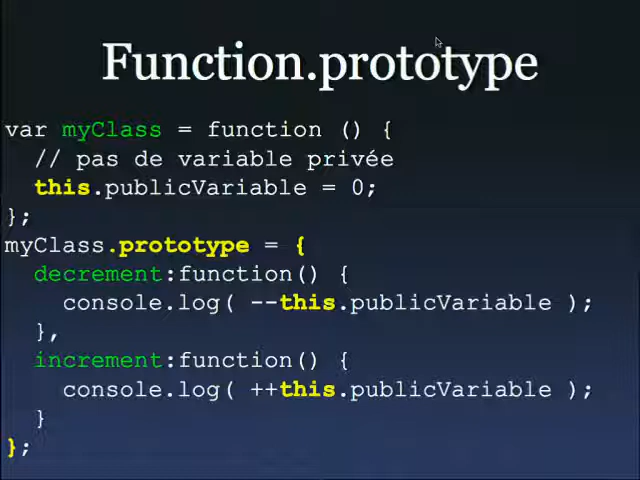 Function.prototype
var myClass = function () {
// pas de variable privée
this.publicVariable = 0;
};
myClass.prototype = {
decrement:function() {
console.log( --this.publicVariable );
},
increment:function() {
console.log( ++this.publicVariable );
}
};